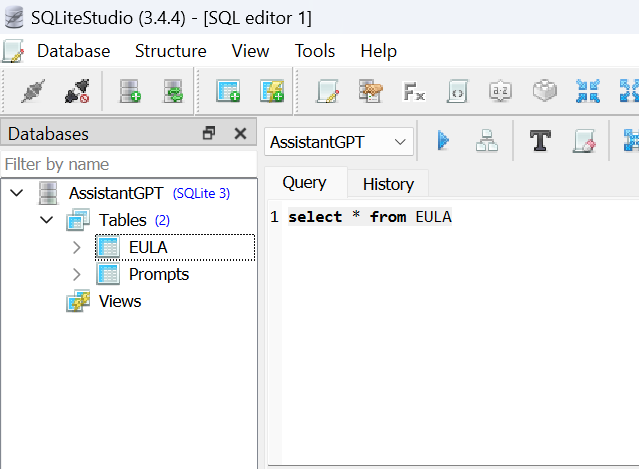 SQLiteStudio (3.4.4) - [SQL editor 1]
Database Structure View Tools Help
Databases
Filter by name
AssistantGPT (SQLite 3)
Tables (2)
EULA
Prompts
Views
AssistantGPT
Query History
1 select * from EULA